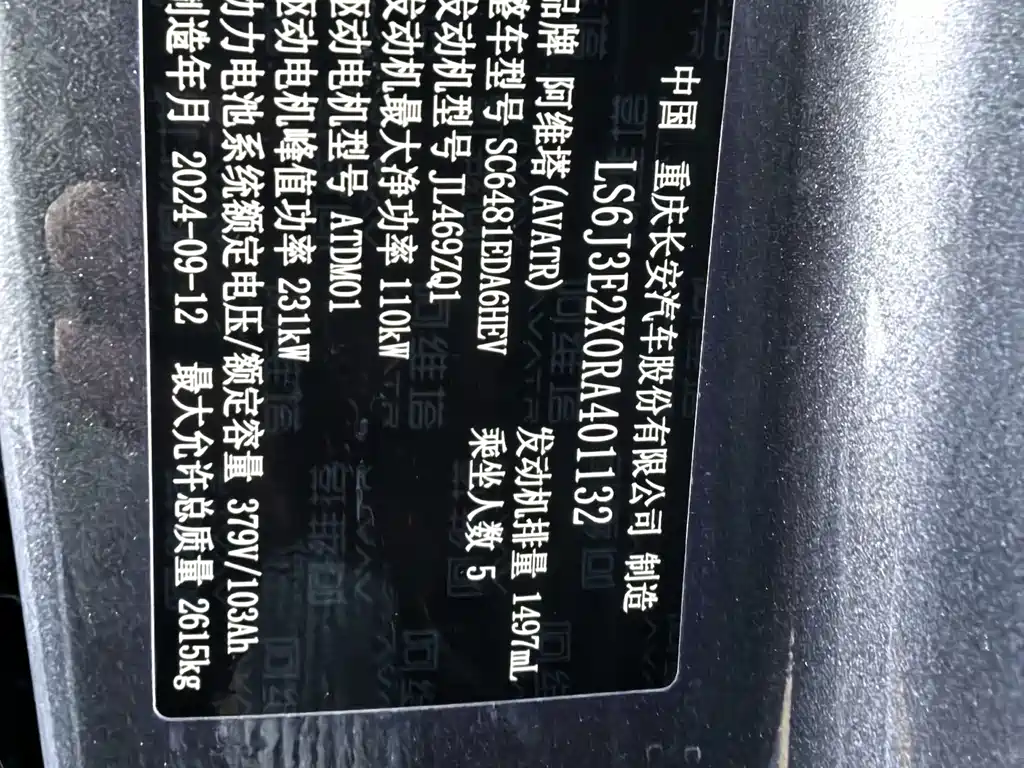 中国 重庆长安汽车股份有限公司 制造
LS6J3E2X0RA401132
品牌 阿维塔(AVATR) 发动机排量 1497mL
整车型号 SC6481EDA6HEV 乘坐人数 5
发动机型号 JL469ZQ1
发动机最大净功率 110kW
驱动电机型号 ATDM01
驱动电机峰值功率 231kW
动力电池系统额定电压/额定容量 379V/103Ah
制造年月 2024-09-12 最大允许总质量 2615kg